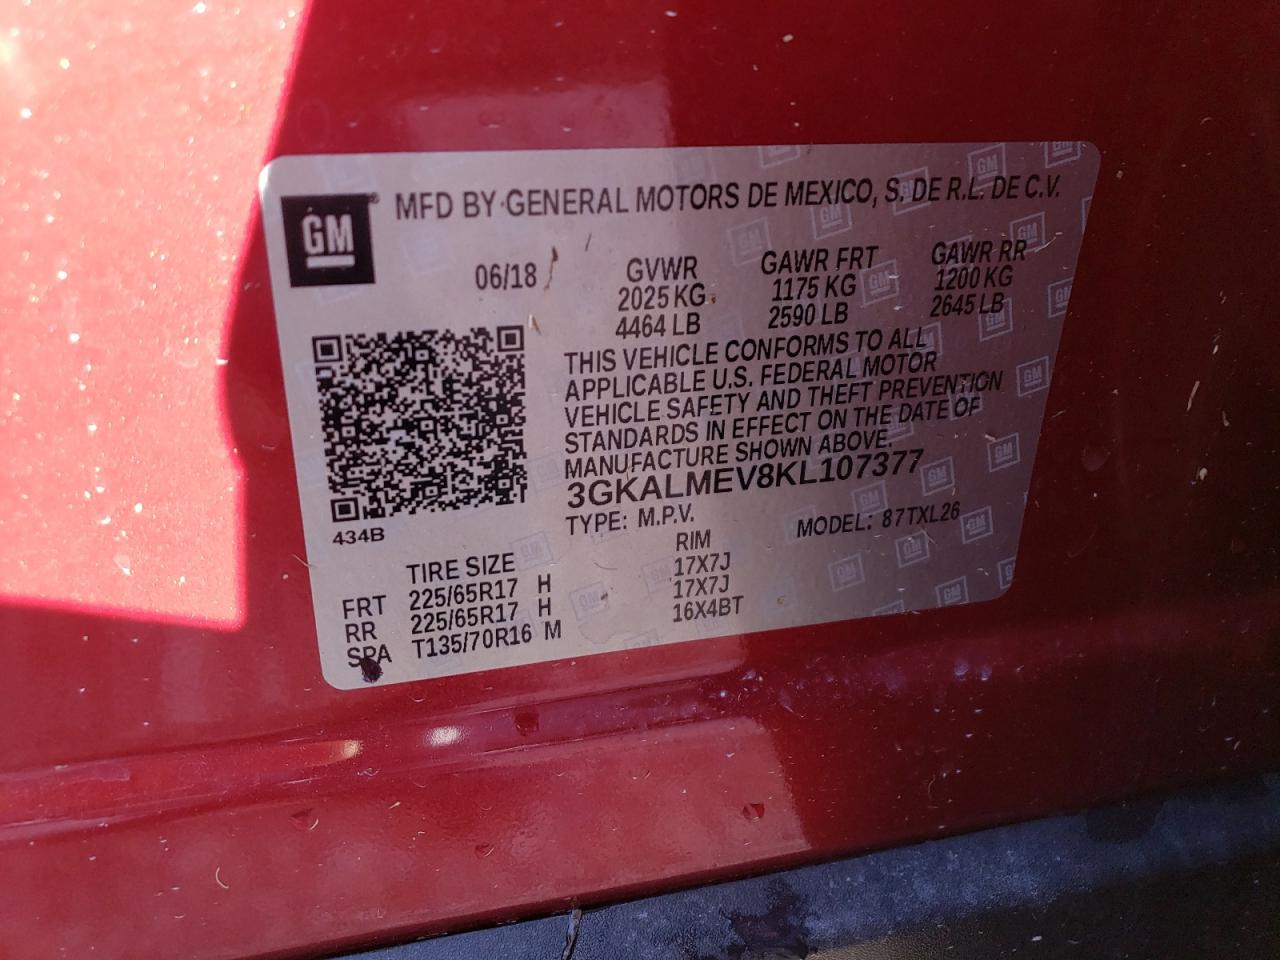 GM® MFD BY GENERAL MOTORS DE MEXICO, S. DE R.L. DE C.V.
06/18 GVWR GAWR FRT GAWR RR
2025 KG 1175 KG 1200 KG
4464 LB 2590 LB 2645 LB
THIS VEHICLE CONFORMS TO ALL
APPLICABLE U.S. FEDERAL MOTOR
VEHICLE SAFETY AND THEFT PREVENTION
STANDARDS IN EFFECT ON THE DATE OF
MANUFACTURE SHOWN ABOVE.
3GKALMEV8KL107377
TYPE: M.P.V. MODEL: 87TXL26
434B
TIRE SIZE RIM
FRT 225/65R17 H 17X7J
RR 225/65R17 H 17X7J
SPA T135/70R16 M 16X4BT